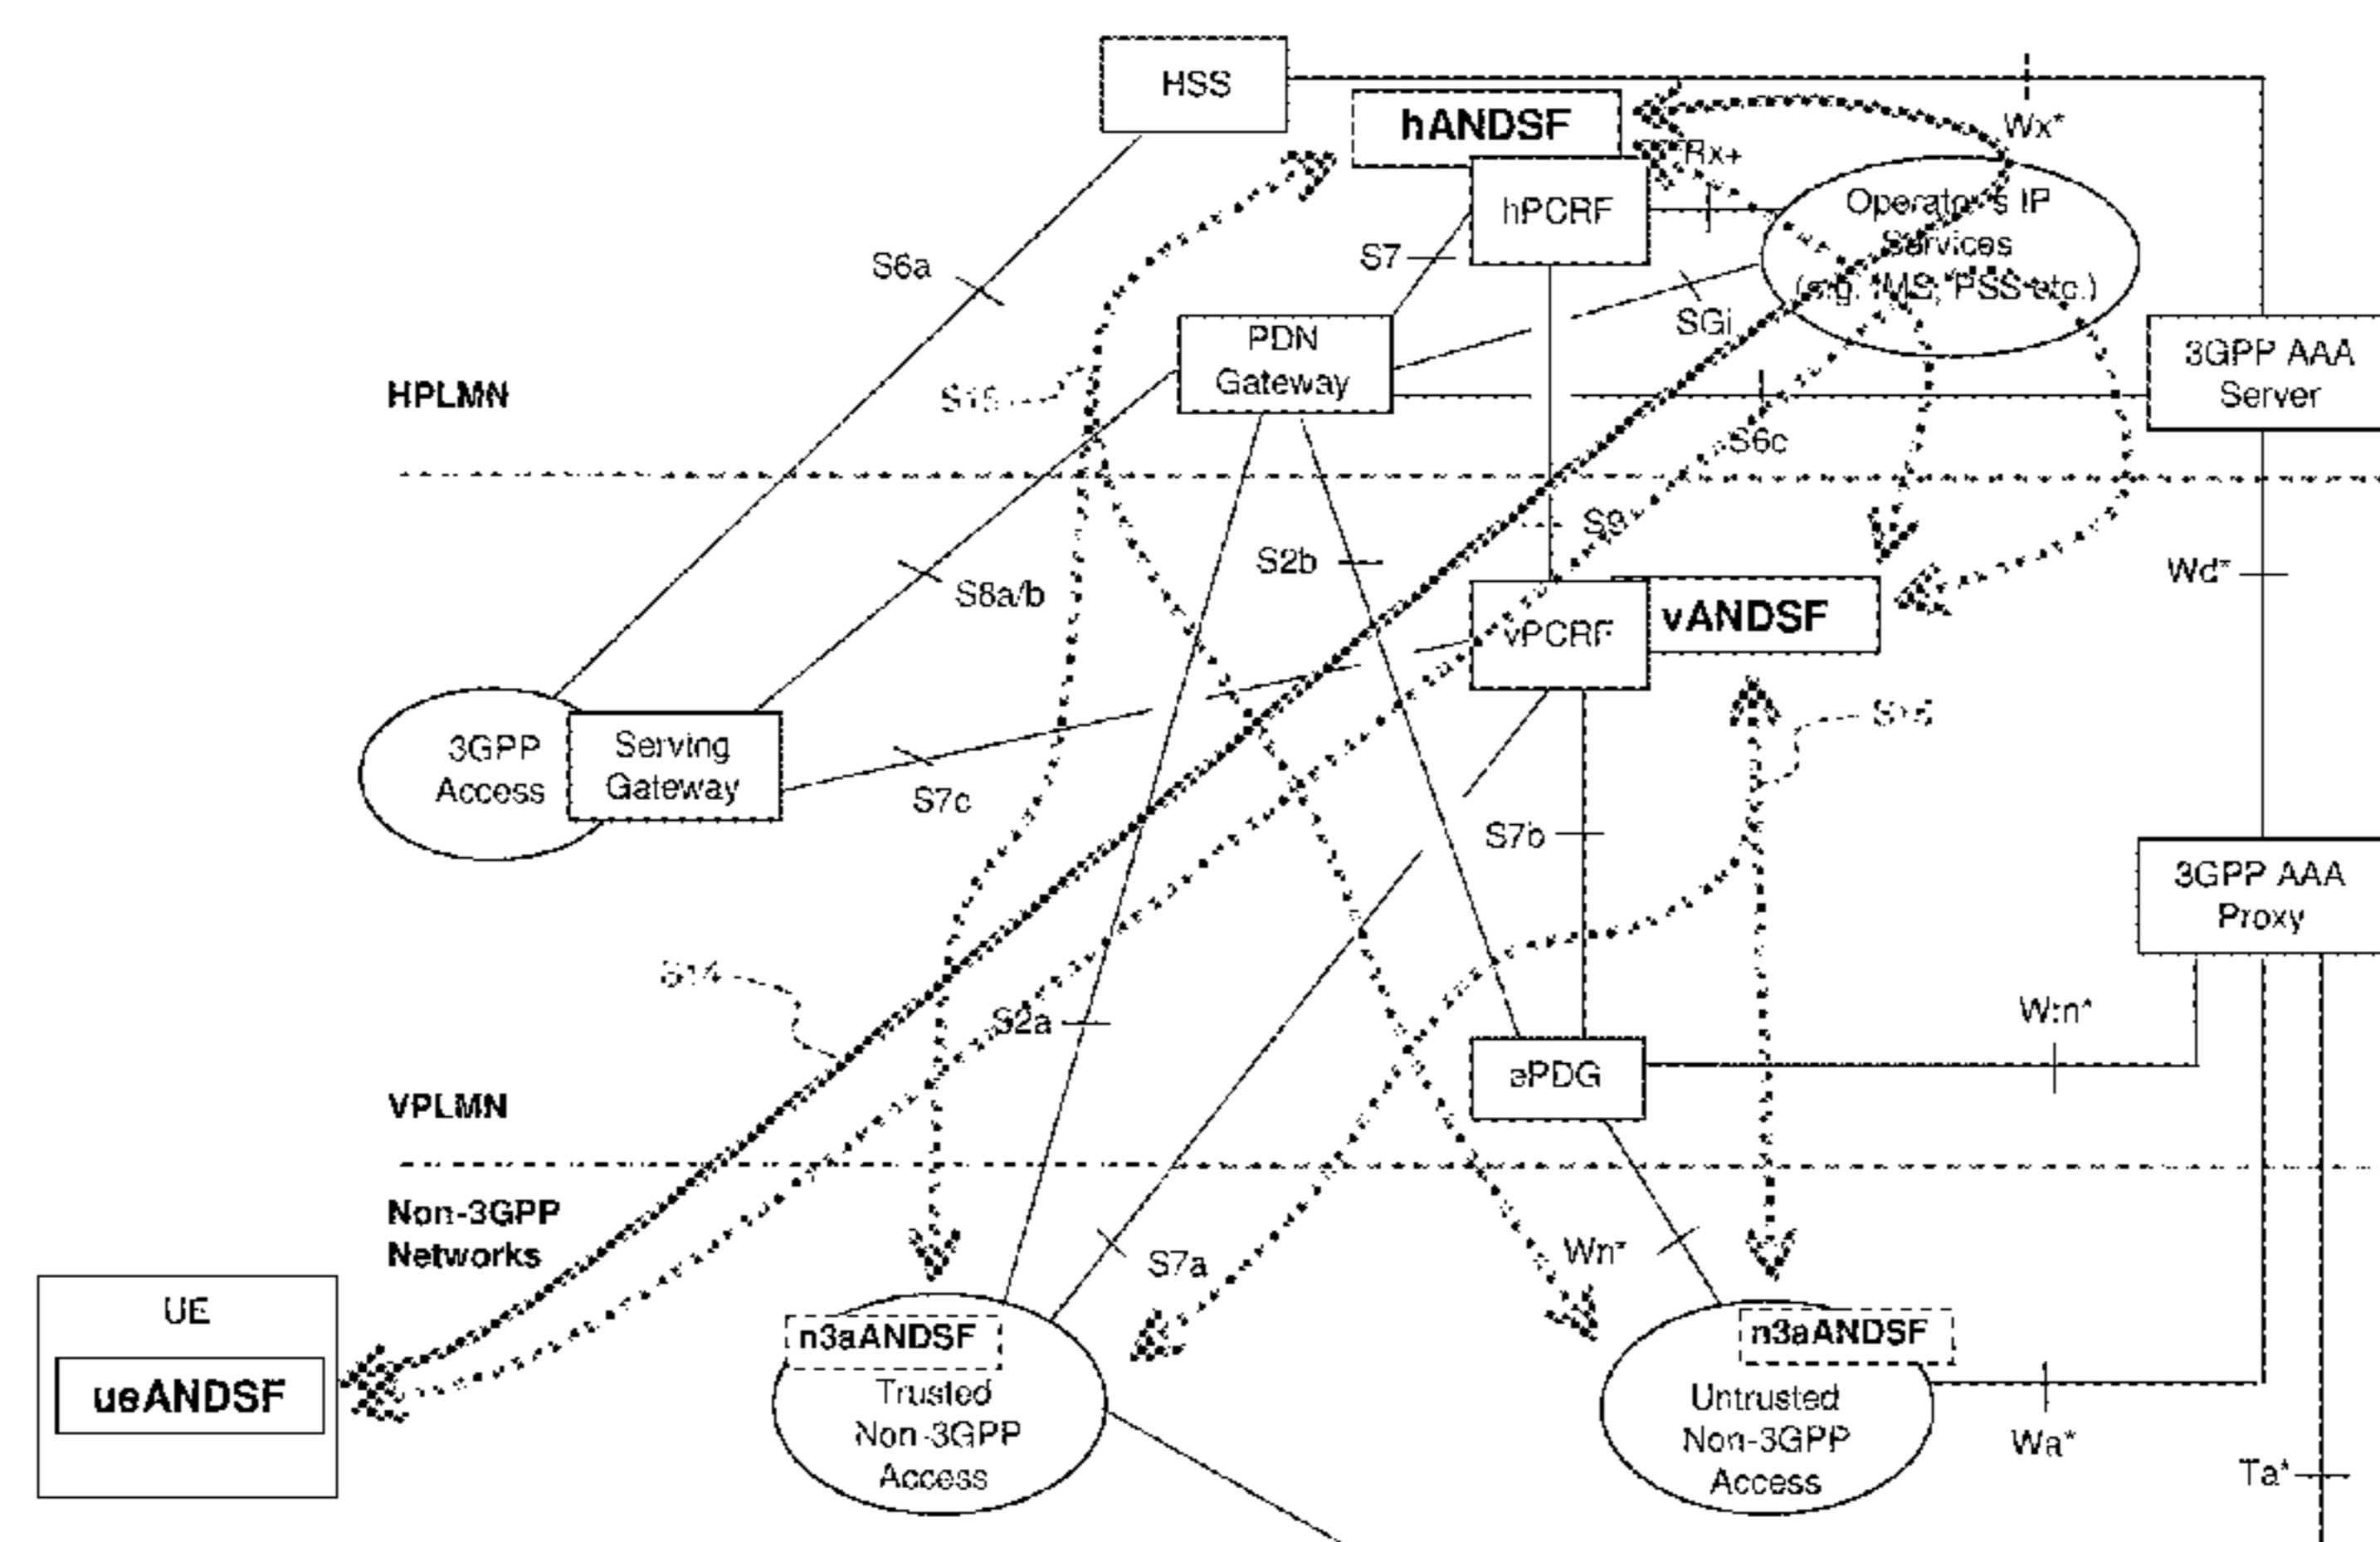 HSS
hANDSF
Wx*
Rx+
hPCRF
Operator's IP
Services
(e.g. IMS, PSS etc.)
S6a
S7
SGi
PDN
Gateway
3GPP AAA
Server
HPLMN
S15
S6c
S9
S2b
S8a/b
Wd*
vPCRF
vANDSF
S15
3GPP
Access
Serving
Gateway
S7c
S7b
3GPP AAA
Proxy
S14
S2a
Wm*
ePDG
VPLMN
Non-3GPP
Networks
S7a
Wn*
UE
ueANDSF
n3aANDSF
Trusted
Non-3GPP
Access
n3aANDSF
Untrusted
Non-3GPP
Access
Wa*
Ta*